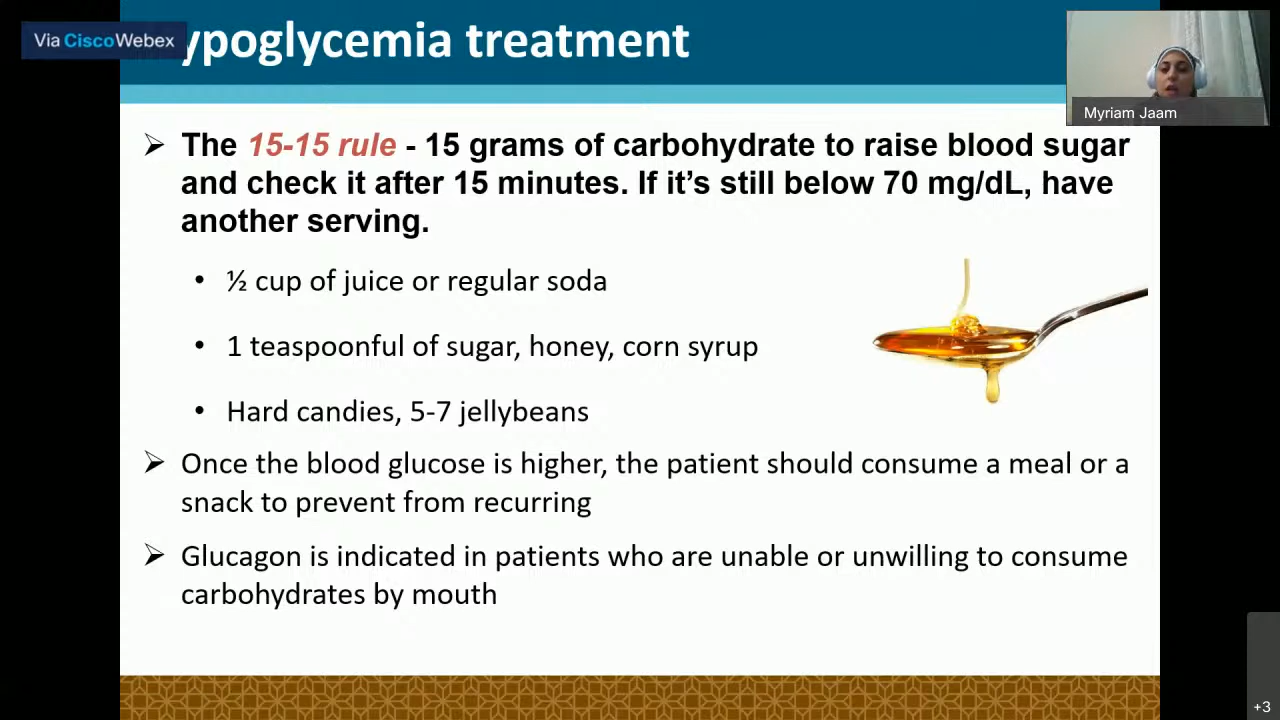 Via Cisco Webex
ypoglycemia treatment
Myriam Jaam
➢ The 15-15 rule - 15 grams of carbohydrate to raise blood sugar
and check it after 15 minutes. If it’s still below 70 mg/dL, have
another serving.
• ½ cup of juice or regular soda
• 1 teaspoonful of sugar, honey, corn syrup
• Hard candies, 5-7 jellybeans
➢ Once the blood glucose is higher, the patient should consume a meal or a
snack to prevent from recurring
➢ Glucagon is indicated in patients who are unable or unwilling to consume
carbohydrates by mouth
+3